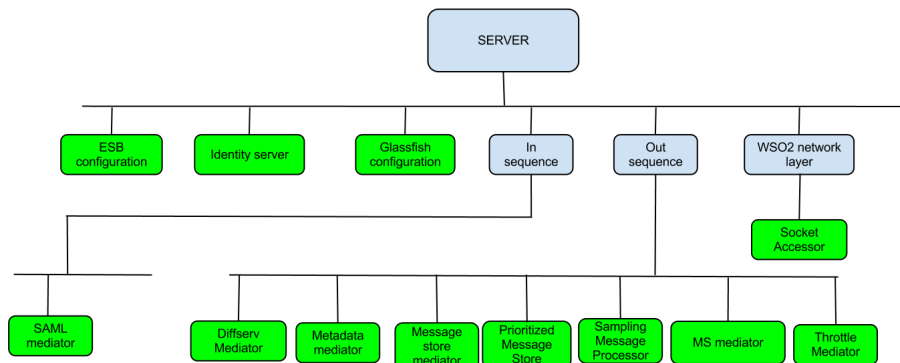 SERVER
ESB
configuration
Identity server
Glassfish
configuration
In
sequence
Out
sequence
WSO2 network
layer
Socket
Accessor
SAML
mediator
Diffserv
Mediator
Metadata
mediator
Message
store
mediator
Prioritized
Message
Store
Sampling
Message
Processor
MS mediator
Throttle
Mediator